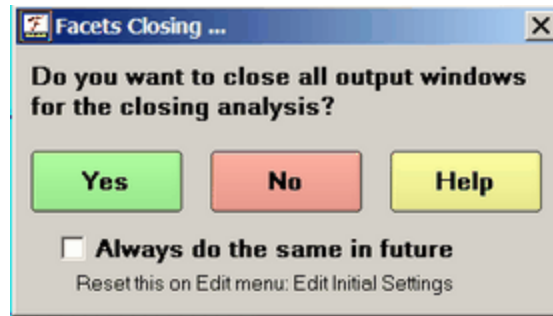 Facets Closing ...
Do you want to close all output windows
for the closing analysis?
Yes No Help
Always do the same in future
Reset this on Edit menu: Edit Initial Settings